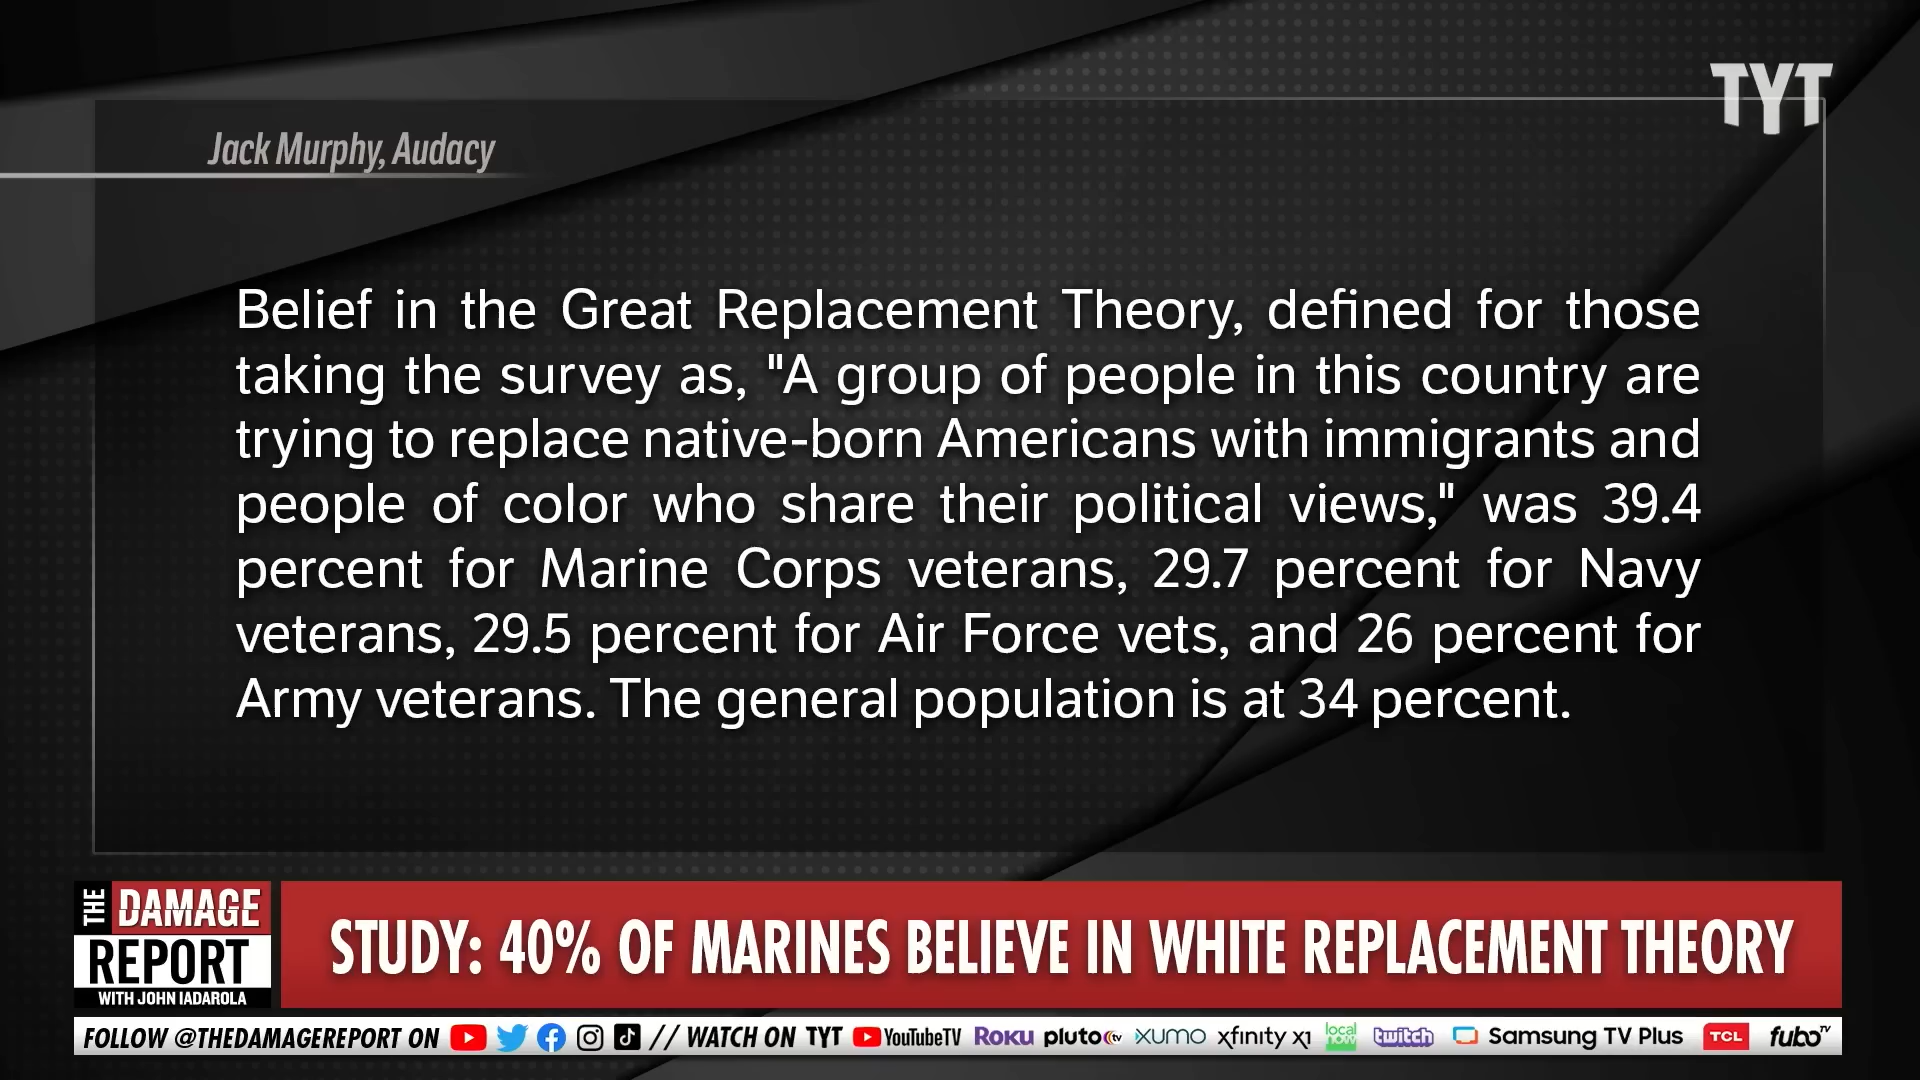 TYT
Jack Murphy, Audacy
Belief in the Great Replacement Theory, defined for those
taking the survey as, "A group of people in this country are
trying to replace native-born Americans with immigrants and
people of color who share their political views," was 39.4
percent for Marine Corps veterans, 29.7 percent for Navy
veterans, 29.5 percent for Air Force vets, and 26 percent for
Army veterans. The general population is at 34 percent.
THE DAMAGE
REPORT
WITH JOHN IADAROLA
STUDY: 40% OF MARINES BELIEVE IN WHITE REPLACEMENT THEORY
FOLLOW @THEDAMAGEREPORT ON // WATCH ON TYT YouTubeTV ROKU pluto tv XUMO xfinity x1 local now twitch Samsung TV Plus TCL fubo TV